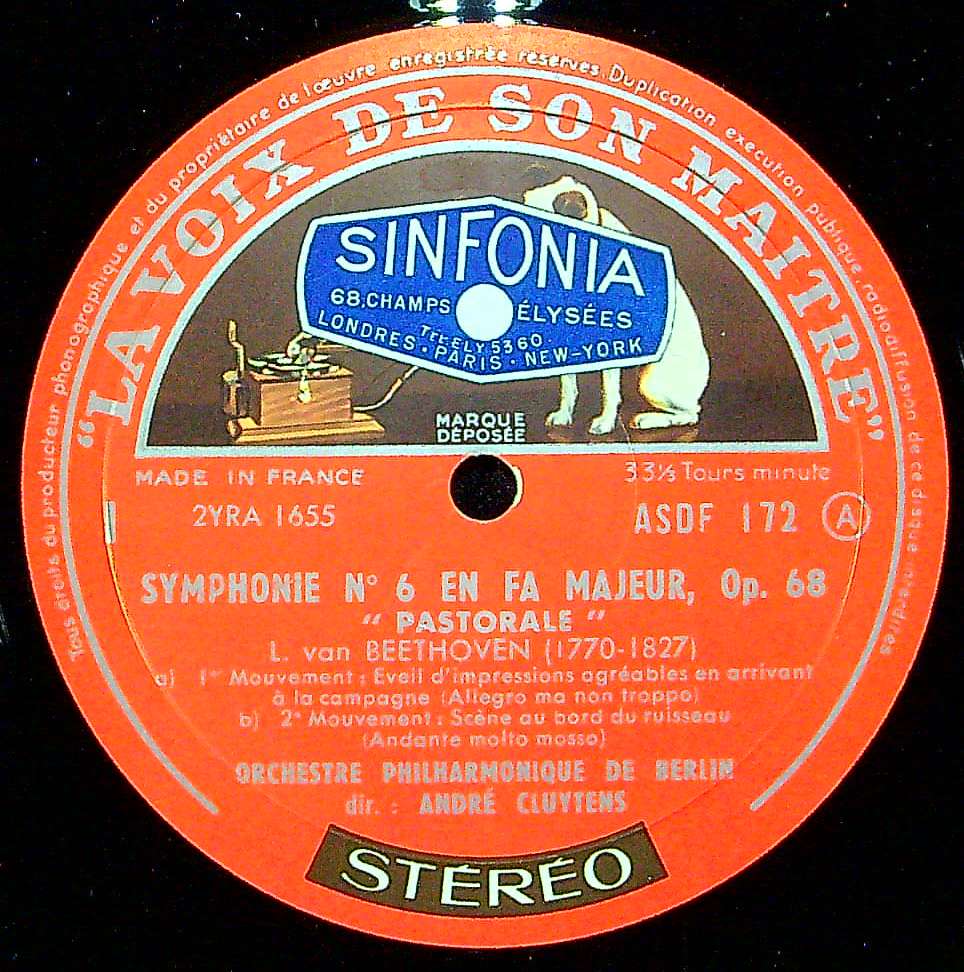 Tous droits du producteur phonographique et du propriétaire de l'œuvre enregistrée réservés. Duplication exécution publique, radiodiffusion de ce disque interdites
"LA VOIX DE SON MAITRE"
SINFONIA
68, CHAMPS ÉLYSÉES
TEL ELY. 5360
LONDRES · PARIS · NEW-YORK
MARQUE
DÉPOSÉE
MADE IN FRANCE
33⅓ Tours minute
2YRA 1655
ASDF 172 A
SYMPHONIE N° 6 EN FA MAJEUR, Op. 68
" PASTORALE "
L. van BEETHOVEN (1770-1827)
a) 1er Mouvement : Eveil d'impressions agréables en arrivant
à la campagne (Allegro ma non troppo)
b) 2e Mouvement : Scène au bord du ruisseau
(Andante molto mosso)
ORCHESTRE PHILHARMONIQUE DE BERLIN
dir. : ANDRÉ CLUYTENS
STÉRÉO